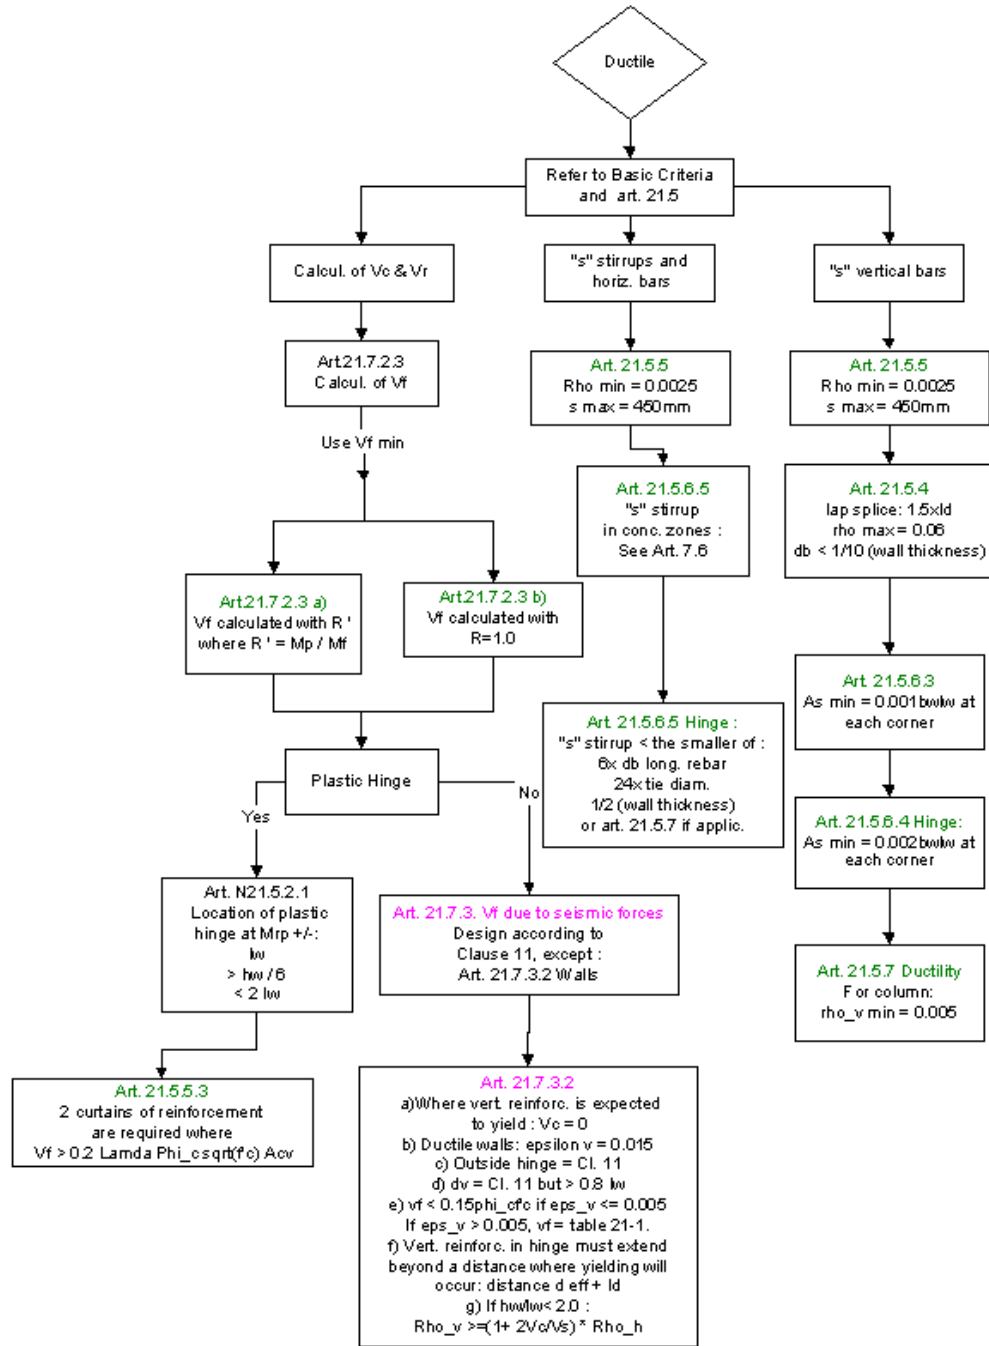 Ductile
Refer to Basic Criteria
and art. 21.5
Calcul. of Vc & Vr
"s" stirrups and
horiz. bars
"s" vertical bars
Art.21.7.2.3
Calcul. of Vf
Art. 21.5.5
Rho min = 0.0025
s max = 450mm
Art. 21.5.5
Rho min = 0.0025
s max = 450mm
Use Vf min
Art. 21.5.6.5
"s" stirrup
in conc. zones :
See Art. 7.6
Art. 21.5.4
lap splice: 1.5xld
rho max = 0.06
db < 1/10 (wall thickness)
Art.21.7.2.3 a)
Vf calculated with R '
where R ' = Mp / Mf
Art.21.7.2.3 b)
Vf calculated with
R=1.0
Art. 21.5.6.3
As min = 0.001bwlw at
each corner
Art. 21.5.6.5 Hinge :
"s" stirrup < the smaller of :
6x db long. rebar
24x tie diam.
1/2 (wall thickness)
or art. 21.5.7 if applic.
Plastic Hinge
Yes
No
Art. 21.5.6.4 Hinge:
As min = 0.002bwlw at
each corner
Art. N21.5.2.1
Location of plastic
hinge at Mrp +/-:
lw
> hw / 6
< 2 lw
Art. 21.7.3. Vf due to seismic forces
Design according to
Clause 11, except :
Art. 21.7.3.2 Walls
Art. 21.5.7 Ductility
For column:
rho_v min = 0.005
Art. 21.5.5.3
2 curtains of reinforcement
are required where
Vf > 0.2 Lamda Phi_c sqrt(f'c) Acv
Art. 21.7.3.2
a)Where vert. reinforc. is expected
to yield : Vc = 0
b) Ductile walls: epsilon v = 0.015
c) Outside hinge = Cl. 11
d) dv = Cl. 11 but > 0.8 lw
e) vf < 0.15phi_cf'c if eps_v <= 0.005
If eps_v > 0.005, vf = table 21-1.
f) Vert. reinforc. in hinge must extend
beyond a distance where yielding will
occur: distance d eff + ld
g) If hw/lw< 2.0 :
Rho_v >=(1+ 2Vc/Vs) * Rho_h